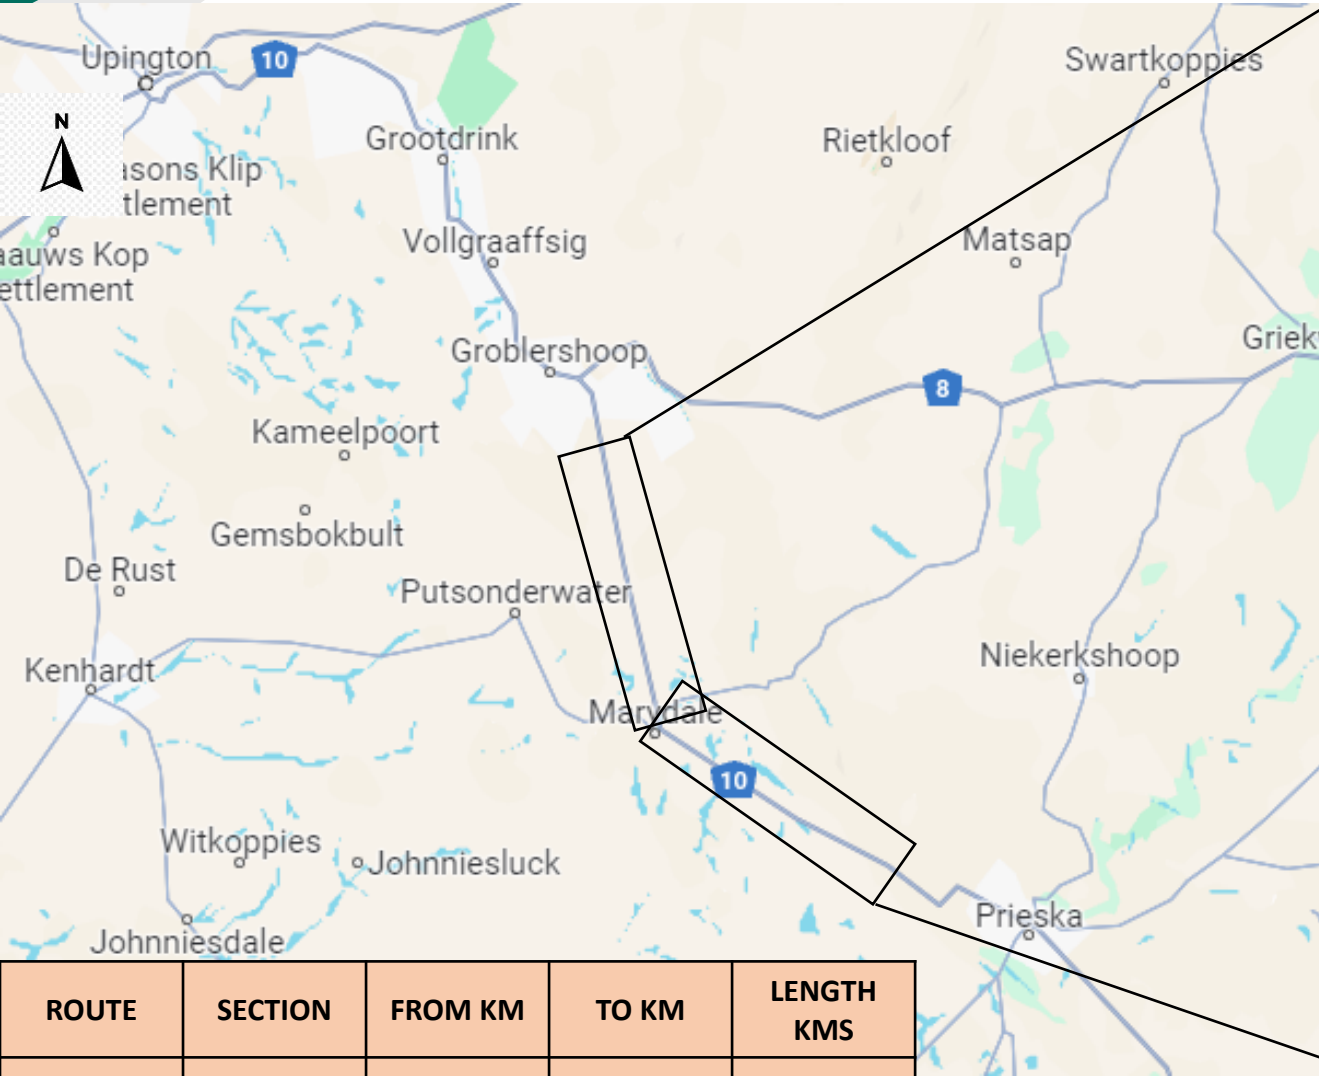 Upington
10
Swartkoppies
N
Grootdrink
Rietkloof
asons Klip
tlement
Vollgraaffsig
Matsap
aauws Kop
ettlement
Groblershoop
Griek
8
Kameelpoort
Gemsbokbult
De Rust
Putsonderwater
Kenhardt
Niekerkshoop
Marydale
10
Witkoppies
Johnniesluck
Prieska
Johnniesdale
ROUTE SECTION FROM KM TO KM LENGTH
KMS